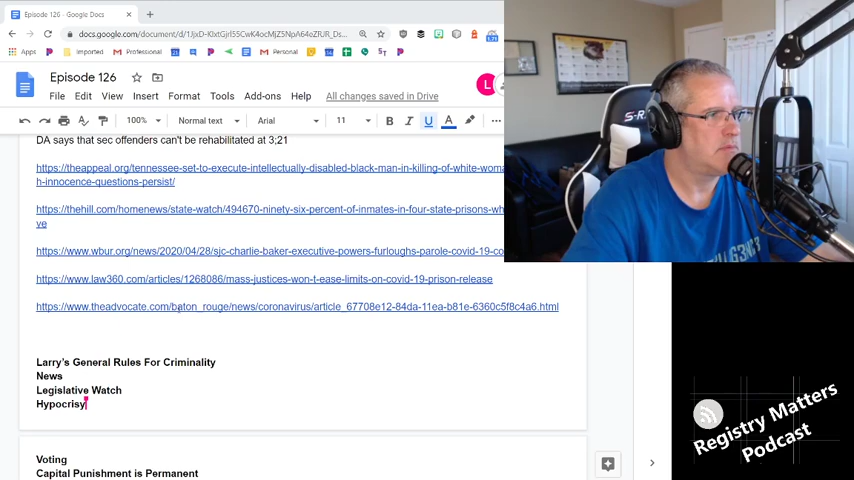 Episode 126 - Google Docs
docs.google.com/document/d/1JjxD-KlxtGjrl55CwK4ocMjZ5NpA64eZRUR_Ds...
Apps
Imported
Professional
Personal
Episode 126
File Edit View Insert Format Tools Add-ons Help All changes saved in Drive
L
100% Normal text Arial 11 B I U A
DA says that sec offenders can't be rehabilitated at 3;21
https://theappeal.org/tennessee-set-to-execute-intellectually-disabled-black-man-in-killing-of-white-woma
h-innocence-questions-persist/
https://thehill.com/homenews/state-watch/494670-ninety-six-percent-of-inmates-in-four-state-prisons-wh
ve
https://www.wbur.org/news/2020/04/28/sjc-charlie-baker-executive-powers-furloughs-parole-covid-19-co
https://www.law360.com/articles/1268086/mass-justices-won-t-ease-limits-on-covid-19-prison-release
https://www.theadvocate.com/baton_rouge/news/coronavirus/article_67708e12-84da-11ea-b81e-6360c5f8c4a6.html
Larry's General Rules For Criminality
News
Legislative Watch
Hypocrisy
Voting
Capital Punishment is Permanent
Registry Matters
Podcast